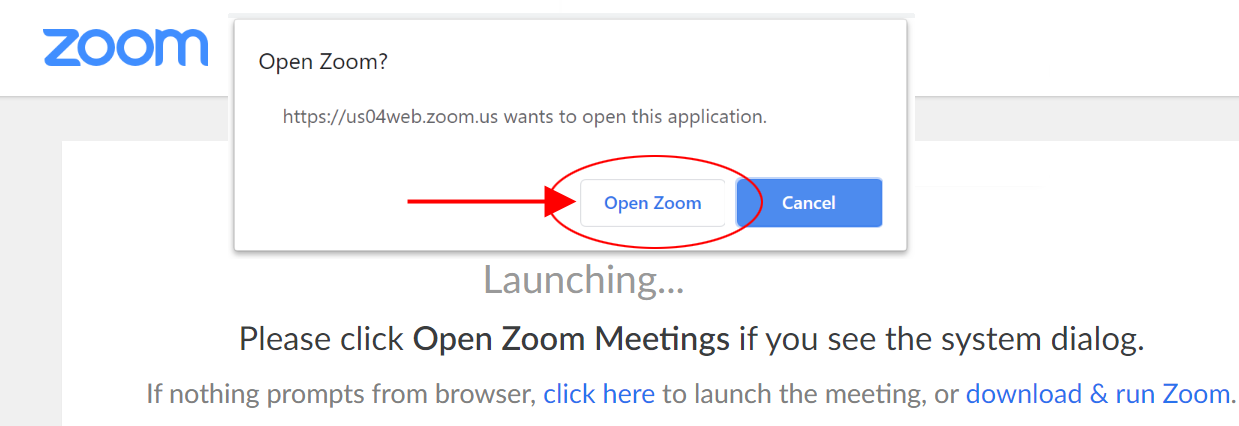 zoom
Open Zoom?
https://us04web.zoom.us wants to open this application.
Open Zoom Cancel
Launching...
Please click Open Zoom Meetings if you see the system dialog.
If nothing prompts from browser, click here to launch the meeting, or download & run Zoom.